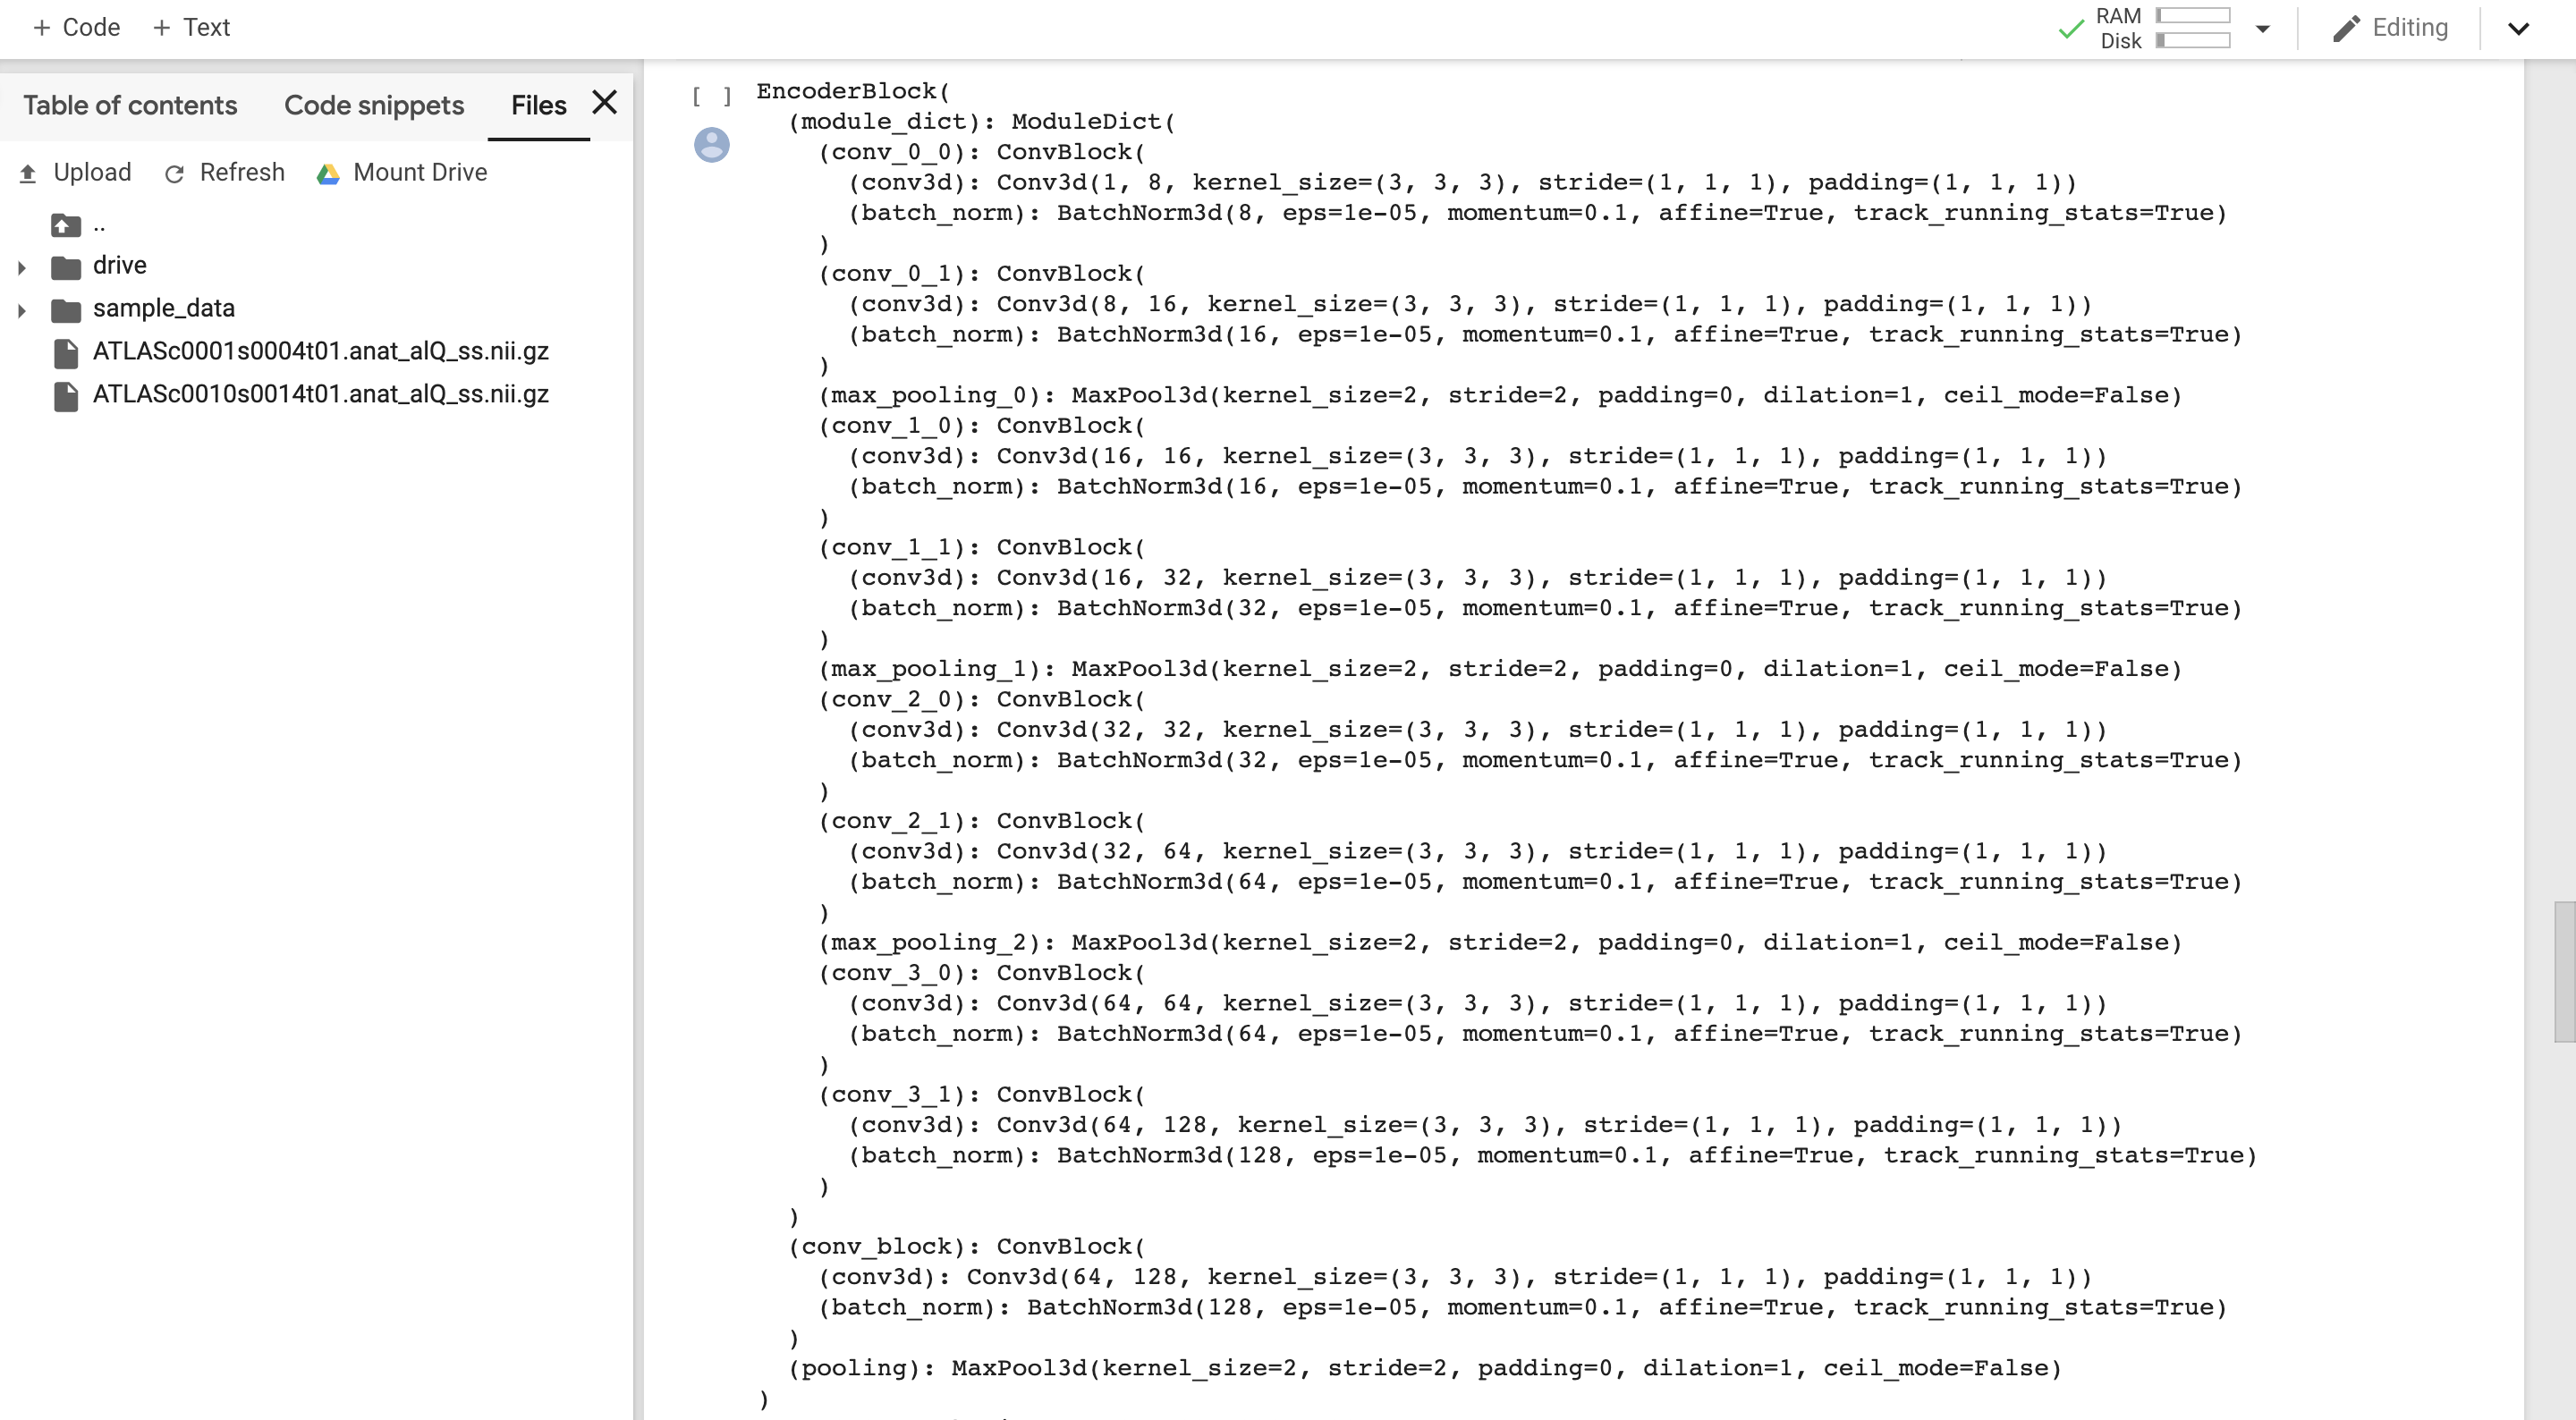 + Code + Text
RAM
Disk
Editing
Table of contents Code snippets Files
Upload Refresh Mount Drive
..
drive
sample_data
ATLASc0001s0004t01.anat_alQ_ss.nii.gz
ATLASc0010s0014t01.anat_alQ_ss.nii.gz
[ ] EncoderBlock(
(module_dict): ModuleDict(
(conv_0_0): ConvBlock(
(conv3d): Conv3d(1, 8, kernel_size=(3, 3, 3), stride=(1, 1, 1), padding=(1, 1, 1))
(batch_norm): BatchNorm3d(8, eps=1e-05, momentum=0.1, affine=True, track_running_stats=True)
)
(conv_0_1): ConvBlock(
(conv3d): Conv3d(8, 16, kernel_size=(3, 3, 3), stride=(1, 1, 1), padding=(1, 1, 1))
(batch_norm): BatchNorm3d(16, eps=1e-05, momentum=0.1, affine=True, track_running_stats=True)
)
(max_pooling_0): MaxPool3d(kernel_size=2, stride=2, padding=0, dilation=1, ceil_mode=False)
(conv_1_0): ConvBlock(
(conv3d): Conv3d(16, 16, kernel_size=(3, 3, 3), stride=(1, 1, 1), padding=(1, 1, 1))
(batch_norm): BatchNorm3d(16, eps=1e-05, momentum=0.1, affine=True, track_running_stats=True)
)
(conv_1_1): ConvBlock(
(conv3d): Conv3d(16, 32, kernel_size=(3, 3, 3), stride=(1, 1, 1), padding=(1, 1, 1))
(batch_norm): BatchNorm3d(32, eps=1e-05, momentum=0.1, affine=True, track_running_stats=True)
)
(max_pooling_1): MaxPool3d(kernel_size=2, stride=2, padding=0, dilation=1, ceil_mode=False)
(conv_2_0): ConvBlock(
(conv3d): Conv3d(32, 32, kernel_size=(3, 3, 3), stride=(1, 1, 1), padding=(1, 1, 1))
(batch_norm): BatchNorm3d(32, eps=1e-05, momentum=0.1, affine=True, track_running_stats=True)
)
(conv_2_1): ConvBlock(
(conv3d): Conv3d(32, 64, kernel_size=(3, 3, 3), stride=(1, 1, 1), padding=(1, 1, 1))
(batch_norm): BatchNorm3d(64, eps=1e-05, momentum=0.1, affine=True, track_running_stats=True)
)
(max_pooling_2): MaxPool3d(kernel_size=2, stride=2, padding=0, dilation=1, ceil_mode=False)
(conv_3_0): ConvBlock(
(conv3d): Conv3d(64, 64, kernel_size=(3, 3, 3), stride=(1, 1, 1), padding=(1, 1, 1))
(batch_norm): BatchNorm3d(64, eps=1e-05, momentum=0.1, affine=True, track_running_stats=True)
)
(conv_3_1): ConvBlock(
(conv3d): Conv3d(64, 128, kernel_size=(3, 3, 3), stride=(1, 1, 1), padding=(1, 1, 1))
(batch_norm): BatchNorm3d(128, eps=1e-05, momentum=0.1, affine=True, track_running_stats=True)
)
)
(conv_block): ConvBlock(
(conv3d): Conv3d(64, 128, kernel_size=(3, 3, 3), stride=(1, 1, 1), padding=(1, 1, 1))
(batch_norm): BatchNorm3d(128, eps=1e-05, momentum=0.1, affine=True, track_running_stats=True)
)
(pooling): MaxPool3d(kernel_size=2, stride=2, padding=0, dilation=1, ceil_mode=False)
)